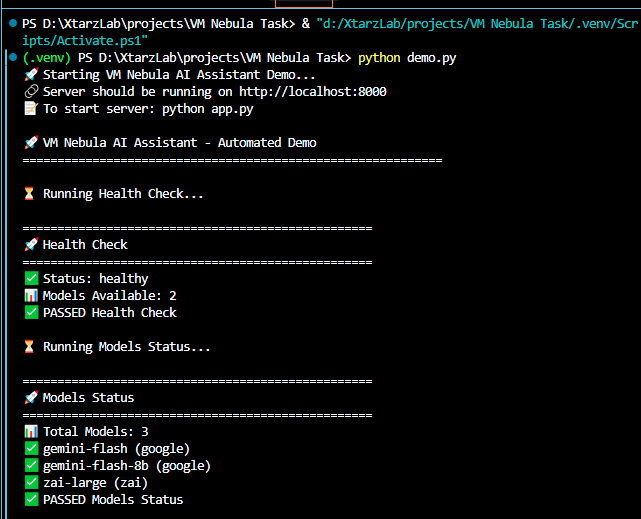 PS D:\XtarzLab\projects\VM Nebula Task> & "d:/XtarzLab/projects/VM Nebula Task/.venv/Scr
ipts/Activate.ps1"
(.venv) PS D:\XtarzLab\projects\VM Nebula Task> python demo.py
🚀 Starting VM Nebula AI Assistant Demo...
🔗 Server should be running on http://localhost:8000
📝 To start server: python app.py
🚀 VM Nebula AI Assistant - Automated Demo
============================================================
⏳ Running Health Check...
==================================================
🚀 Health Check
==================================================
✅ Status: healthy
📊 Models Available: 2
✅ PASSED Health Check
⏳ Running Models Status...
==================================================
🚀 Models Status
==================================================
📊 Total Models: 3
✅ gemini-flash (google)
✅ gemini-flash-8b (google)
✅ zai-large (zai)
✅ PASSED Models Status